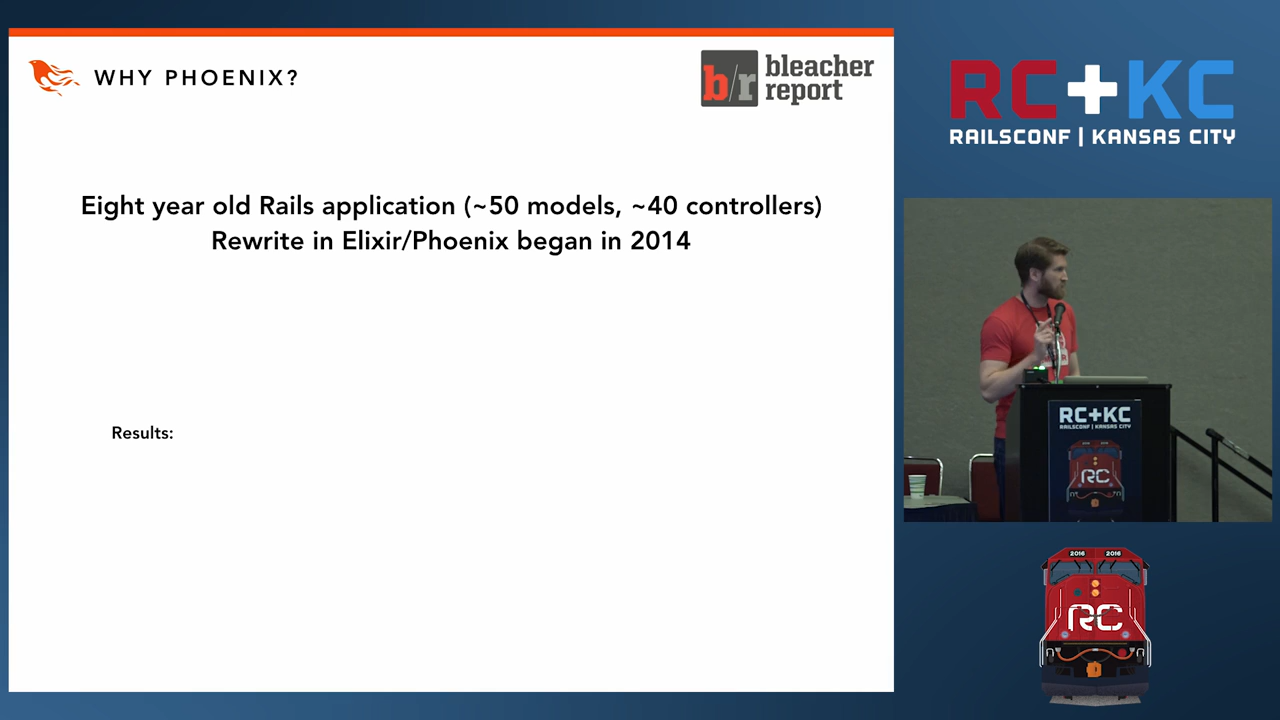 WHY PHOENIX?
b/r bleacher
report
Eight year old Rails application (~50 models, ~40 controllers)
Rewrite in Elixir/Phoenix began in 2014
Results:
RC+KC
RAILSCONF | KANSAS CITY
RC+KC
RAILSCONF | KANSAS CITY
RC
2016 2016
RC